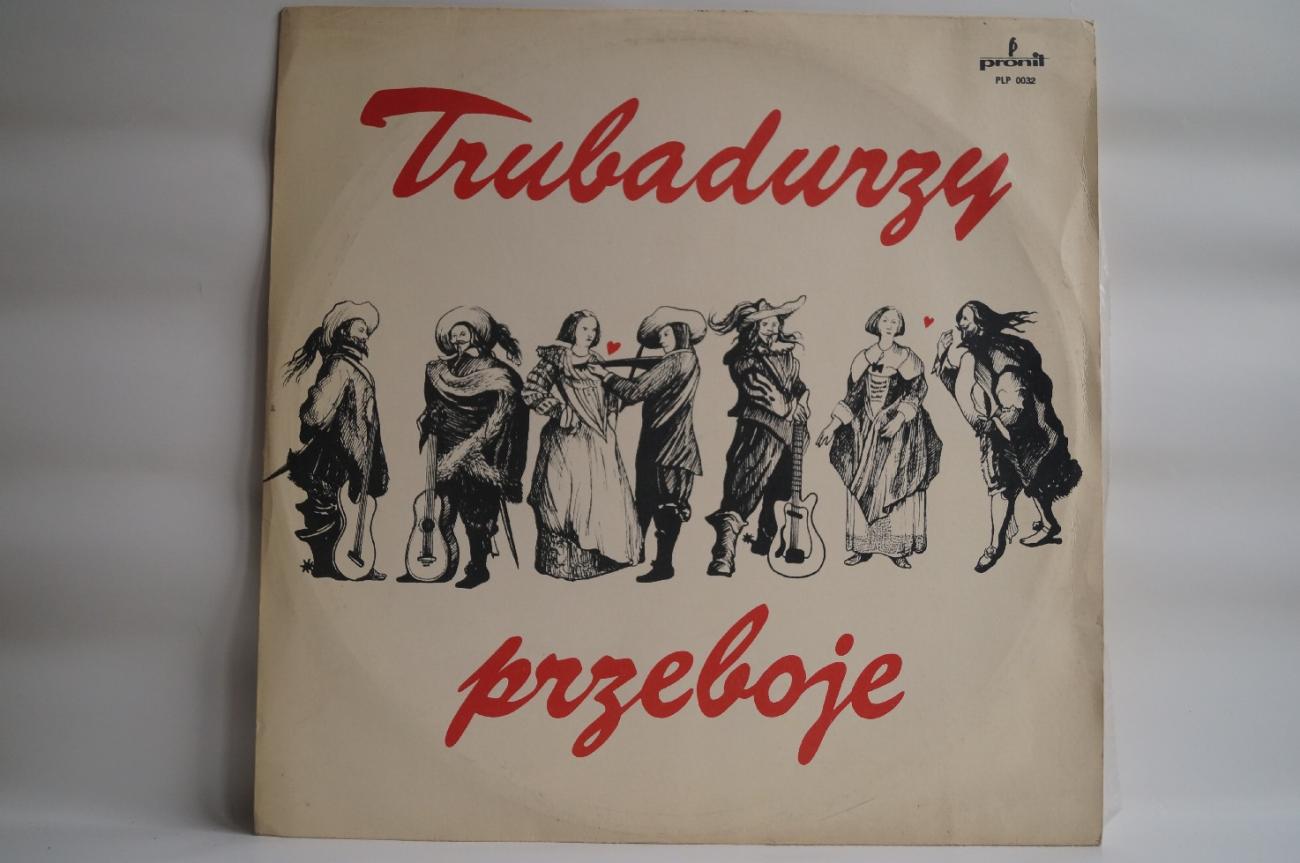 pronit
PLP 0032
Trubadurzy
przeboje